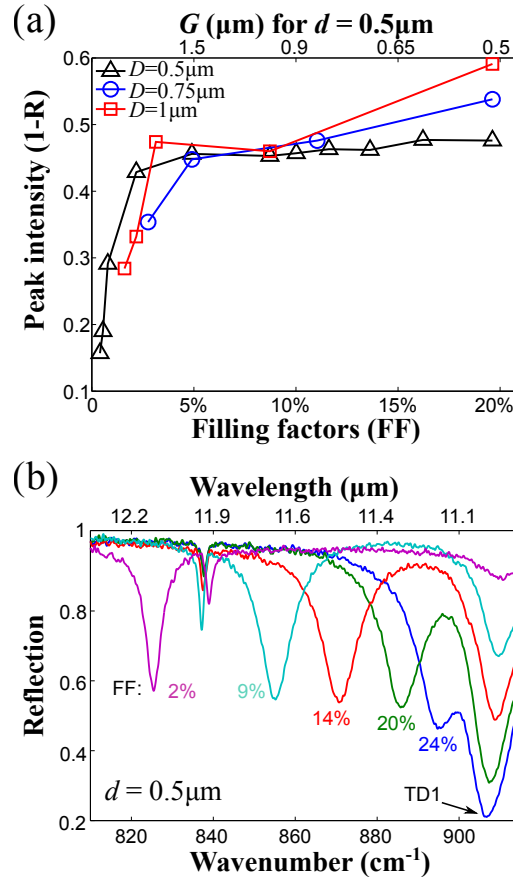 (a)
G (μm) for d = 0.5μm
1.5 0.9 0.65 0.5
0.6
0.5
0.4
0.3
0.2
0.1
D=0.5μm
D=0.75μm
D=1μm
Peak intensity (1-R)
0 5% 10% 15% 20%
Filling factors (FF)
(b)
Wavelength (μm)
12.1 11.9 11.6 11.3 11.1
1
0.8
0.6
0.4
0.2
Reflection
FF: 2% 9% 14% 20% 24%
TD1
d = 0.5μm
820 840 860 880 900
Wavenumber (cm⁻¹)